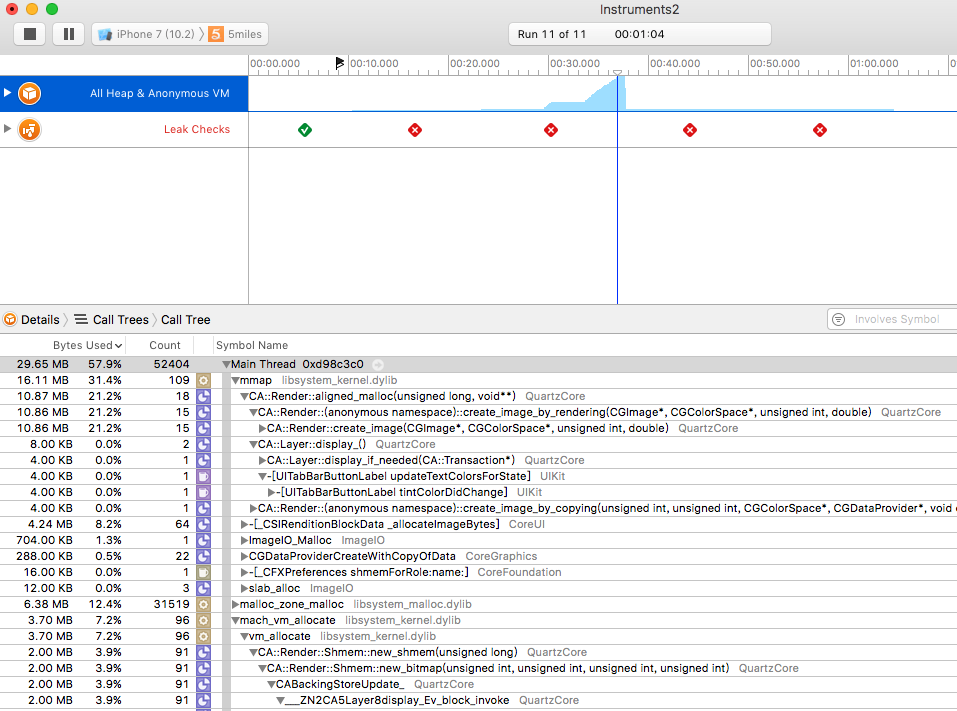 Instruments2
iPhone 7 (10.2) 5 5miles Run 11 of 11 00:01:04
00:00.000 00:10.000 00:20.000 00:30.000 00:40.000 00:50.000 01:00.000
All Heap & Anonymous VM
Leak Checks
Details Call Trees Call Tree Involves Symbol
Bytes Used Count Symbol Name
29.65 MB 57.9% 52404 Main Thread 0xd98c3c0
16.11 MB 31.4% 109 mmap libsystem_kernel.dylib
10.87 MB 21.2% 18 CA::Render::aligned_malloc(unsigned long, void**) QuartzCore
10.86 MB 21.2% 15 CA::Render::(anonymous namespace)::create_image_by_rendering(CGImage*, CGColorSpace*, unsigned int, double) QuartzCore
10.86 MB 21.2% 15 CA::Render::create_image(CGImage*, CGColorSpace*, unsigned int, double) QuartzCore
8.00 KB 0.0% 2 CA::Layer::display_() QuartzCore
4.00 KB 0.0% 1 CA::Layer::display_if_needed(CA::Transaction*) QuartzCore
4.00 KB 0.0% 1 -[UITabBarButtonLabel updateTextColorsForState] UIKit
4.00 KB 0.0% 1 -[UITabBarButtonLabel tintColorDidChange] UIKit
4.00 KB 0.0% 1 CA::Render::(anonymous namespace)::create_image_by_copying(unsigned int, unsigned int, CGColorSpace*, CGDataProvider*, void
4.24 MB 8.2% 64 -[_CSIRenditionBlockData _allocateImageBytes] CoreUI
704.00 KB 1.3% 1 ImageIO_Malloc ImageIO
288.00 KB 0.5% 22 CGDataProviderCreateWithCopyOfData CoreGraphics
16.00 KB 0.0% 1 -[_CFXPreferences shmemForRole:name:] CoreFoundation
12.00 KB 0.0% 3 slab_alloc ImageIO
6.38 MB 12.4% 31519 malloc_zone_malloc libsystem_malloc.dylib
3.70 MB 7.2% 96 mach_vm_allocate libsystem_kernel.dylib
3.70 MB 7.2% 96 vm_allocate libsystem_kernel.dylib
2.00 MB 3.9% 91 CA::Render::Shmem::new_shmem(unsigned long) QuartzCore
2.00 MB 3.9% 91 CA::Render::Shmem::new_bitmap(unsigned int, unsigned int, unsigned int, unsigned int) QuartzCore
2.00 MB 3.9% 91 CABackingStoreUpdate_ QuartzCore
2.00 MB 3.9% 91 ___ZN2CA5Layer8display_Ev_block_invoke QuartzCore